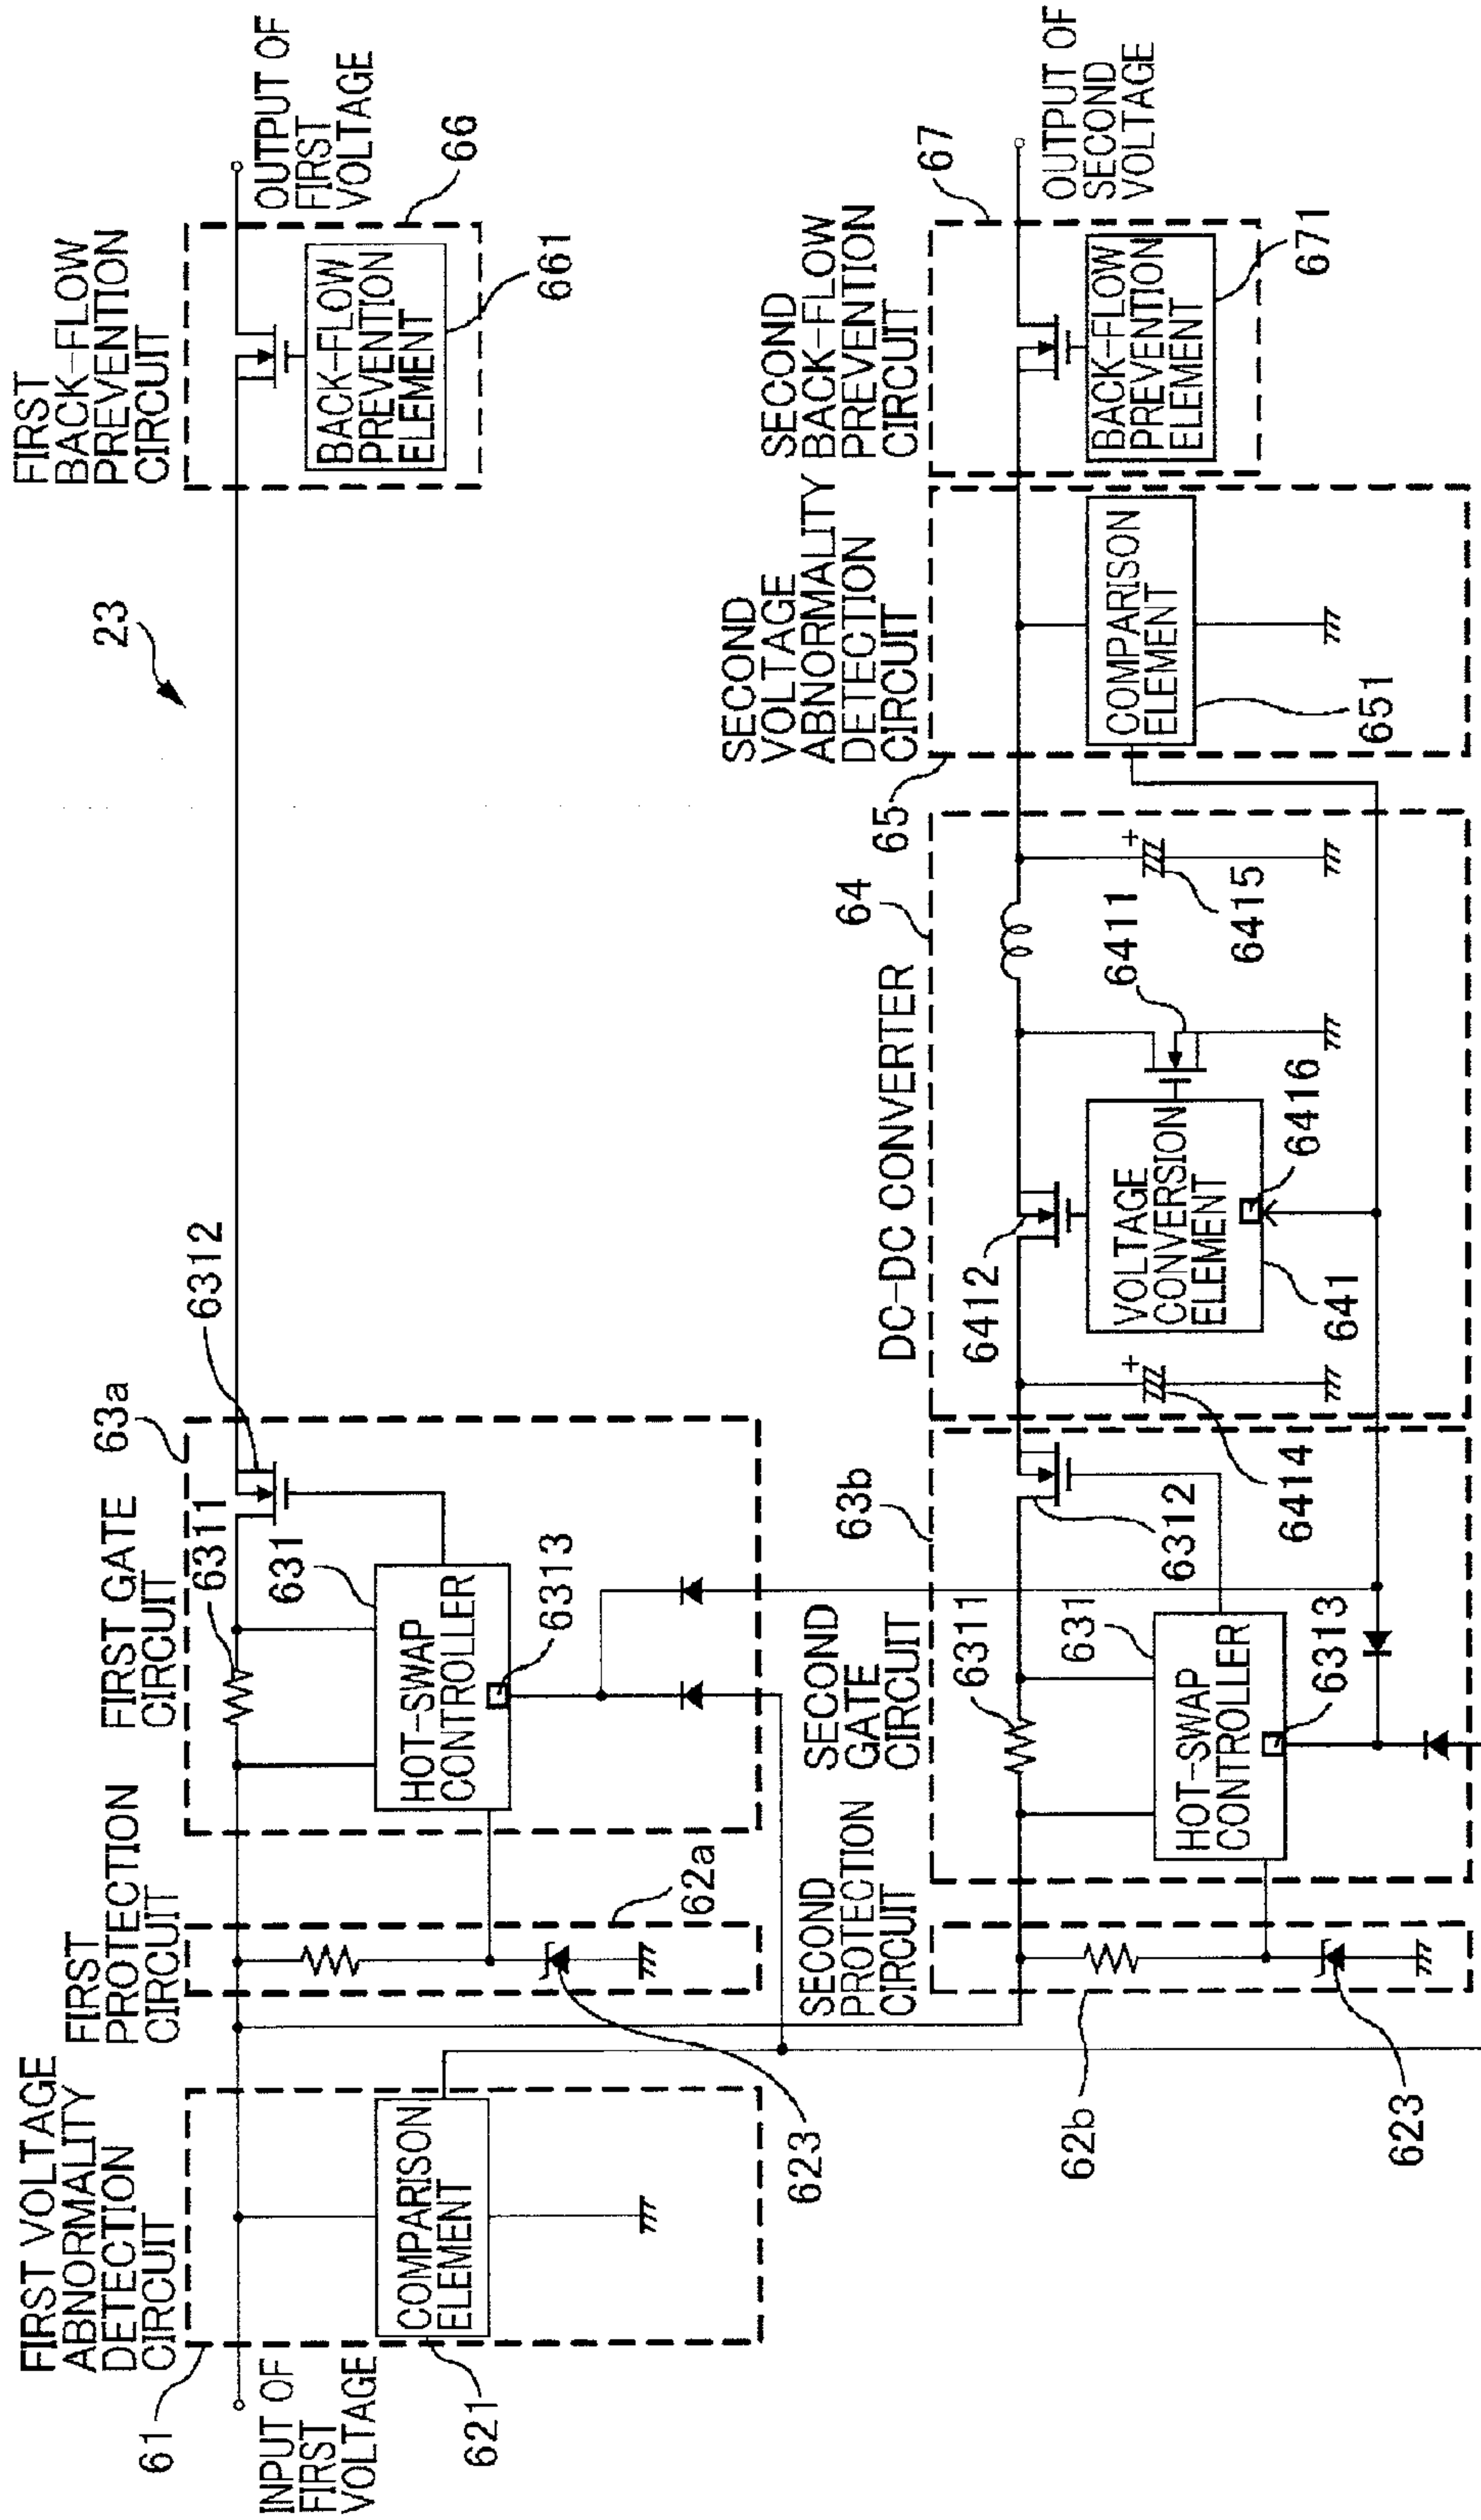 23
FIRST VOLTAGE
ABNORMALITY
DETECTION
CIRCUIT
61
INPUT OF
FIRST
VOLTAGE
COMPARISON
ELEMENT
621
FIRST
PROTECTION
CIRCUIT
62a
623
FIRST GATE
CIRCUIT
63a
6311
631
6312
HOT-SWAP
CONTROLLER
6313
FIRST
BACK-FLOW
PREVENTION
CIRCUIT
BACK-FLOW
PREVENTION
ELEMENT
661
66
OUTPUT OF
FIRST
VOLTAGE
SECOND
PROTECTION
CIRCUIT
62b
623
SECOND
GATE
CIRCUIT
63b
6311
631
6312
HOT-SWAP
CONTROLLER
6313
DC-DC CONVERTER
64
6412
6414
VOLTAGE
CONVERSION
ELEMENT
641
6416
6411
6415
SECOND
VOLTAGE
ABNORMALITY
DETECTION
CIRCUIT
65
COMPARISON
ELEMENT
651
SECOND
BACK-FLOW
PREVENTION
CIRCUIT
67
BACK-FLOW
PREVENTION
ELEMENT
671
OUTPUT OF
SECOND
VOLTAGE